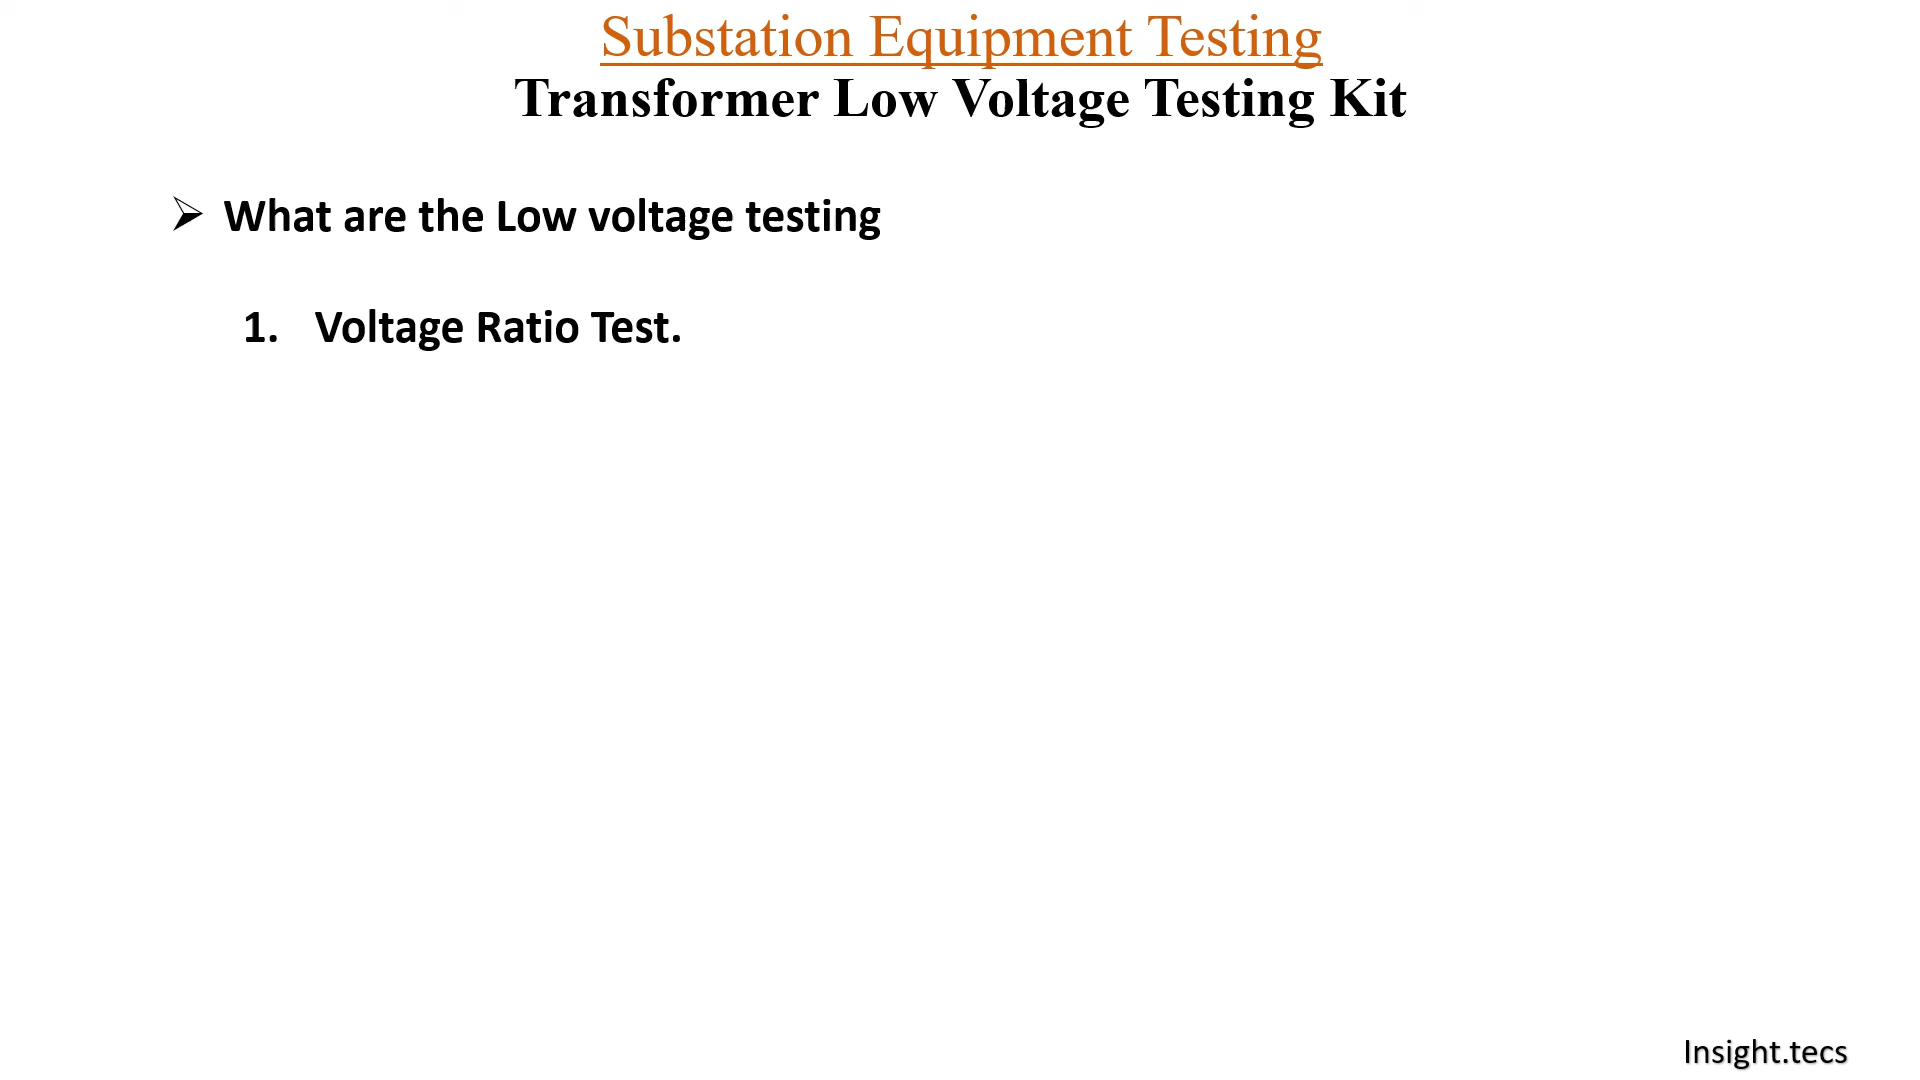 Substation Equipment Testing
Transformer Low Voltage Testing Kit
➢ What are the Low voltage testing
1. Voltage Ratio Test.
Insight.tecs